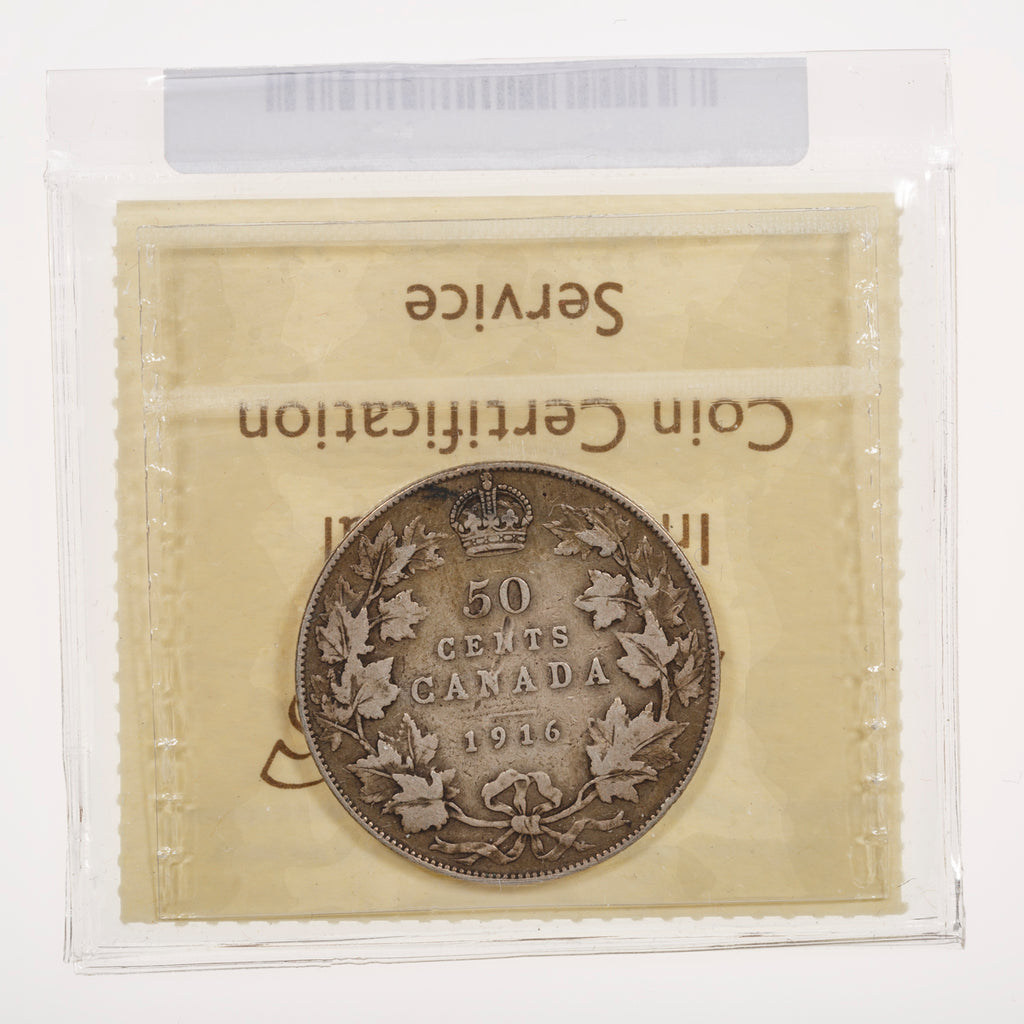 Service
Coin Certification
50
CENTS
CANADA
1916